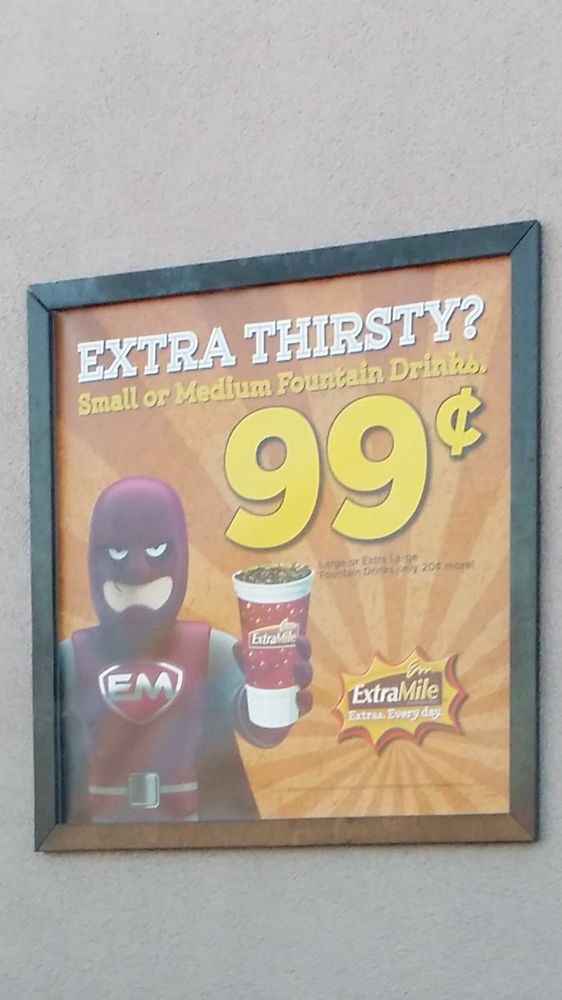 EXTRA THIRSTY?
Small or Medium Fountain Drinks.
99¢
Large or Extra Large
Fountain Drinks only 20¢ more!
ExtraMile
EM
ExtraMile
Extras. Every day.